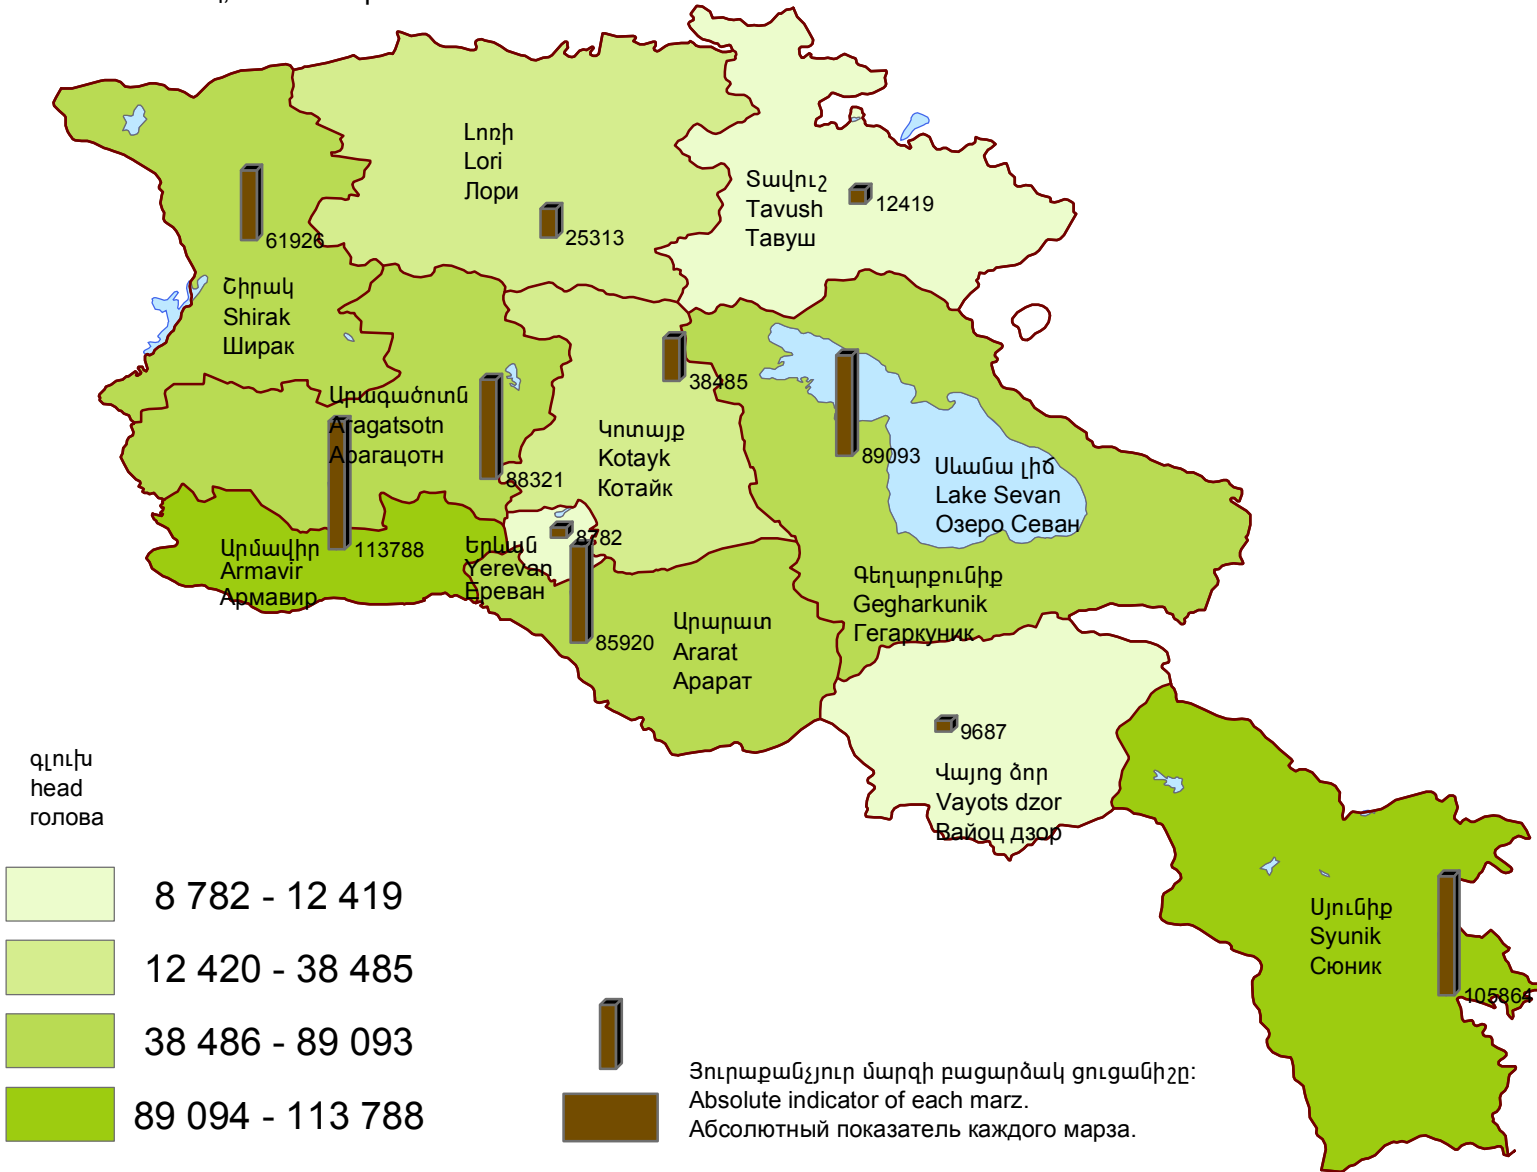 Լոռի
Lori
Лори
25313
Տավուշ
Tavush
Тавуш
12419
61926
Շիրակ
Shirak
Ширак
38485
Արագածոտն
Aragatsotn
Арагацотн
88321
Կոտայք
Kotayk
Котайк
89093
Սևանա լիճ
Lake Sevan
Озеро Севан
113788
Արմավիր
Armavir
Армавир
8782
Երևան
Yerevan
Ереван
85920
Արարատ
Ararat
Арарат
Գեղարքունիք
Gegharkunik
Гегаркуник
9687
Վայոց ձոր
Vayots dzor
Вайоц дзор
Սյունիք
Syunik
Сюник
105864
գլուխ
head
голова
8 782 - 12 419
12 420 - 38 485
38 486 - 89 093
89 094 - 113 788
Յուրաքանչյուր մարզի բացարձակ ցուցանիշը:
Absolute indicator of each marz.
Абсолютный показатель каждого марза.